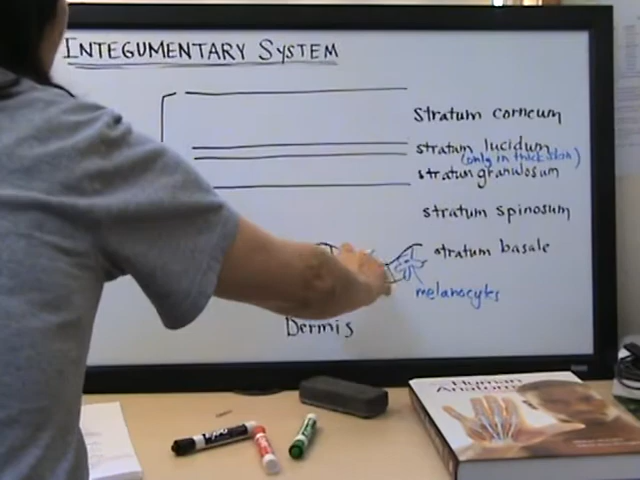 INTEGUMENTARY SYSTEM
stratum corneum
stratum lucidum
(only in thick skin)
stratum granulosum
stratum spinosum
stratum basale
melanocytes
Dermis
EXPO
Human
Anatomy